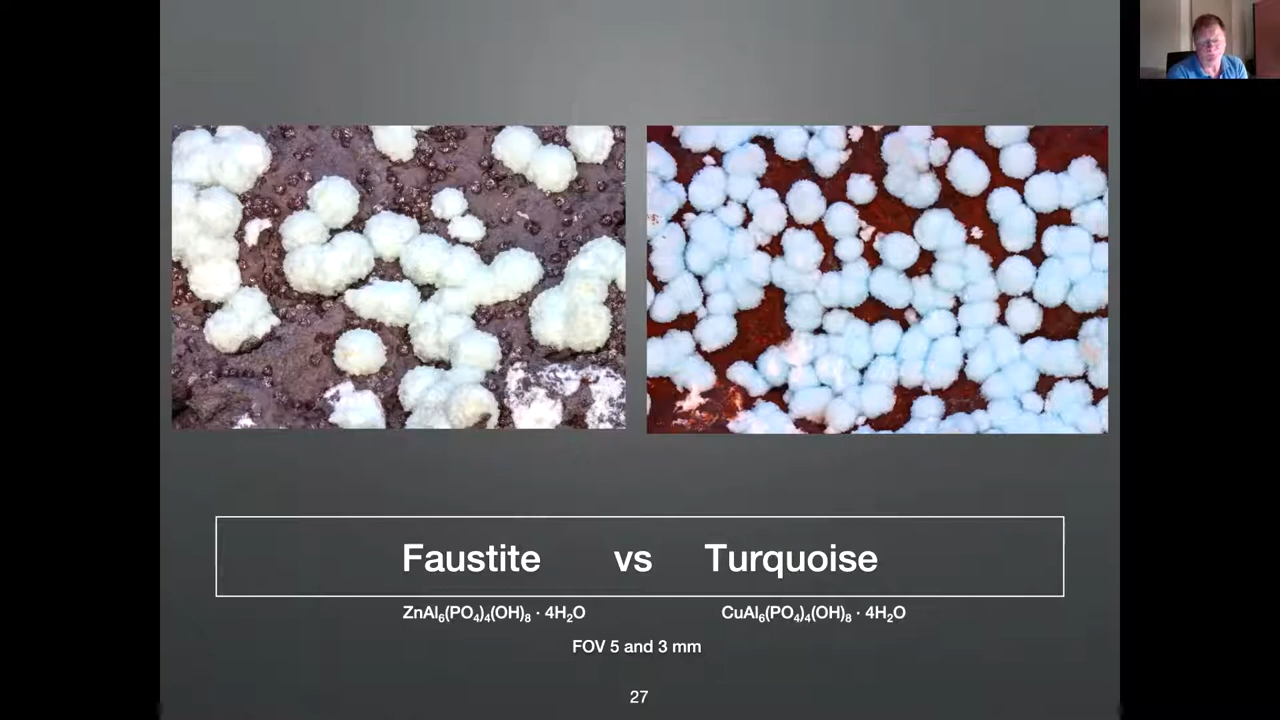 Faustite vs Turquoise
ZnAl₆(PO₄)₄(OH)₈ · 4H₂O CuAl₆(PO₄)₄(OH)₈ · 4H₂O
FOV 5 and 3 mm
27